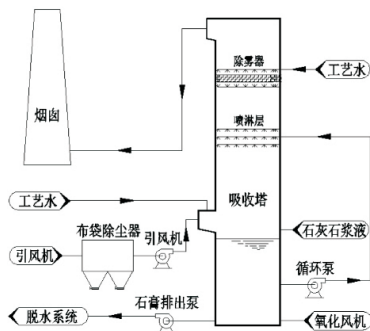 除雾器
工艺水
烟囱
喷淋层
工艺水
吸收塔
布袋除尘器
引风机
石灰石浆液
引风机
循环泵
石膏排出泵
脱水系统
氧化风机